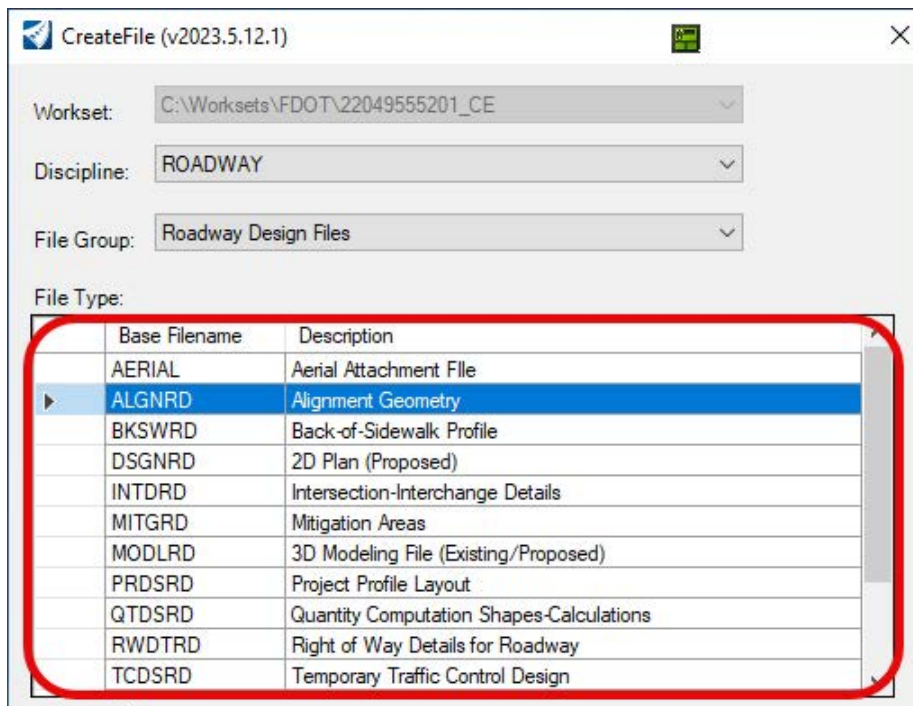 CreateFile (v2023.5.12.1)
Workset: C:\Worksets\FDOT\22049555201_CE
Discipline: ROADWAY
File Group: Roadway Design Files
File Type:
Base Filename Description
AERIAL Aerial Attachment FIle
ALGNRD Alignment Geometry
BKSWRD Back-of-Sidewalk Profile
DSGNRD 2D Plan (Proposed)
INTDRD Intersection-Interchange Details
MITGRD Mitigation Areas
MODLRD 3D Modeling File (Existing/Proposed)
PRDSRD Project Profile Layout
QTDSRD Quantity Computation Shapes-Calculations
RWDTRD Right of Way Details for Roadway
TCDSRD Temporary Traffic Control Design